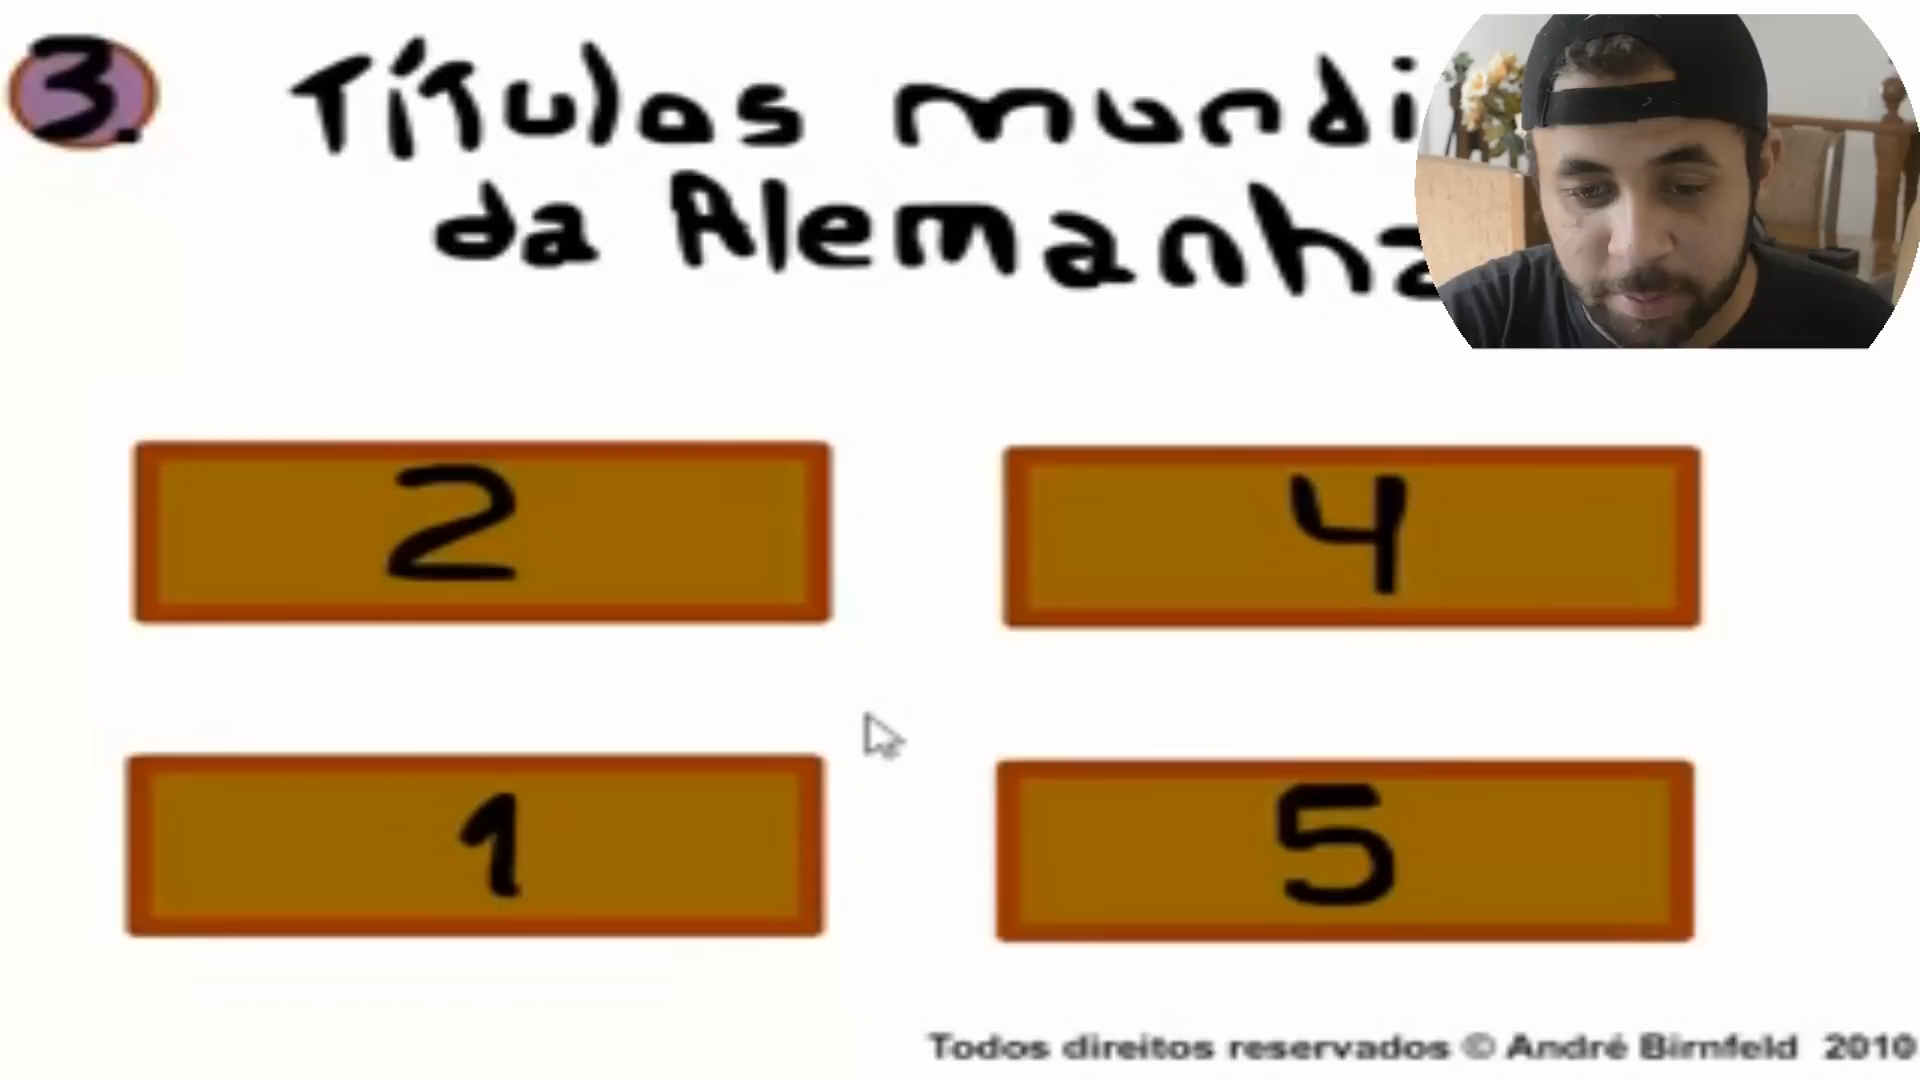 3. Títulos mundi
da Alemanha
2
4
1
5
Todos direitos reservados © André Birnfeld 2010